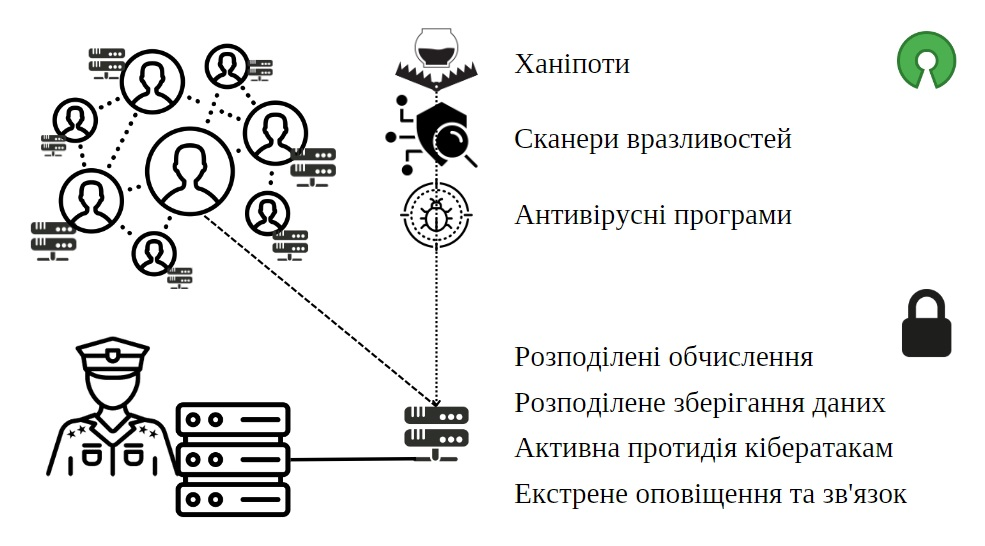 Ханіпоти
Сканери вразливостей
Антивірусні програми
Розподілені обчислення
Розподілене зберігання даних
Активна протидія кібератакам
Екстрене оповіщення та зв'язок